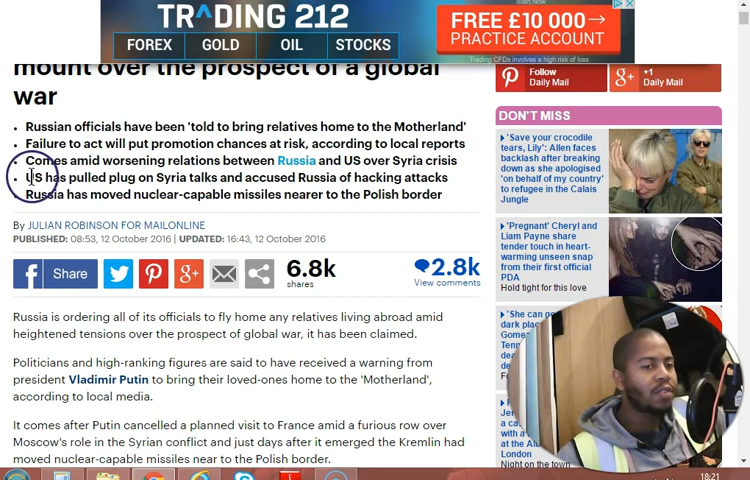 TRADING 212
FOREX GOLD OIL STOCKS
FREE £10 000
PRACTICE ACCOUNT
Trading CFDs involves a high risk of loss
mount over the prospect of a global
war
Russian officials have been 'told to bring relatives home to the Motherland'
Failure to act will put promotion chances at risk, according to local reports
Comes amid worsening relations between Russia and US over Syria crisis
US has pulled plug on Syria talks and accused Russia of hacking attacks
Russia has moved nuclear-capable missiles nearer to the Polish border
By JULIAN ROBINSON FOR MAILONLINE
PUBLISHED: 08:53, 12 October 2016 | UPDATED: 16:43, 12 October 2016
Share
6.8k
shares
2.8k
View comments
Russia is ordering all of its officials to fly home any relatives living abroad amid
heightened tensions over the prospect of global war, it has been claimed.
Politicians and high-ranking figures are said to have received a warning from
president Vladimir Putin to bring their loved-ones home to the 'Motherland',
according to local media.
It comes after Putin cancelled a planned visit to France amid a furious row over
Moscow's role in the Syrian conflict and just days after it emerged the Kremlin had
moved nuclear-capable missiles near to the Polish border.
Follow
Daily Mail
+1
Daily Mail
DON'T MISS
'Save your crocodile
tears, Lily': Allen faces
backlash after breaking
down as she apologised
'on behalf of my country'
to refugee in the Calais
Jungle
'Pregnant' Cheryl and
Liam Payne share
tender touch in heart-
warming unseen snap
from their first official
PDA
Hold tight for this love
'She can go
dark plac
Gome
Night on the town
18:21